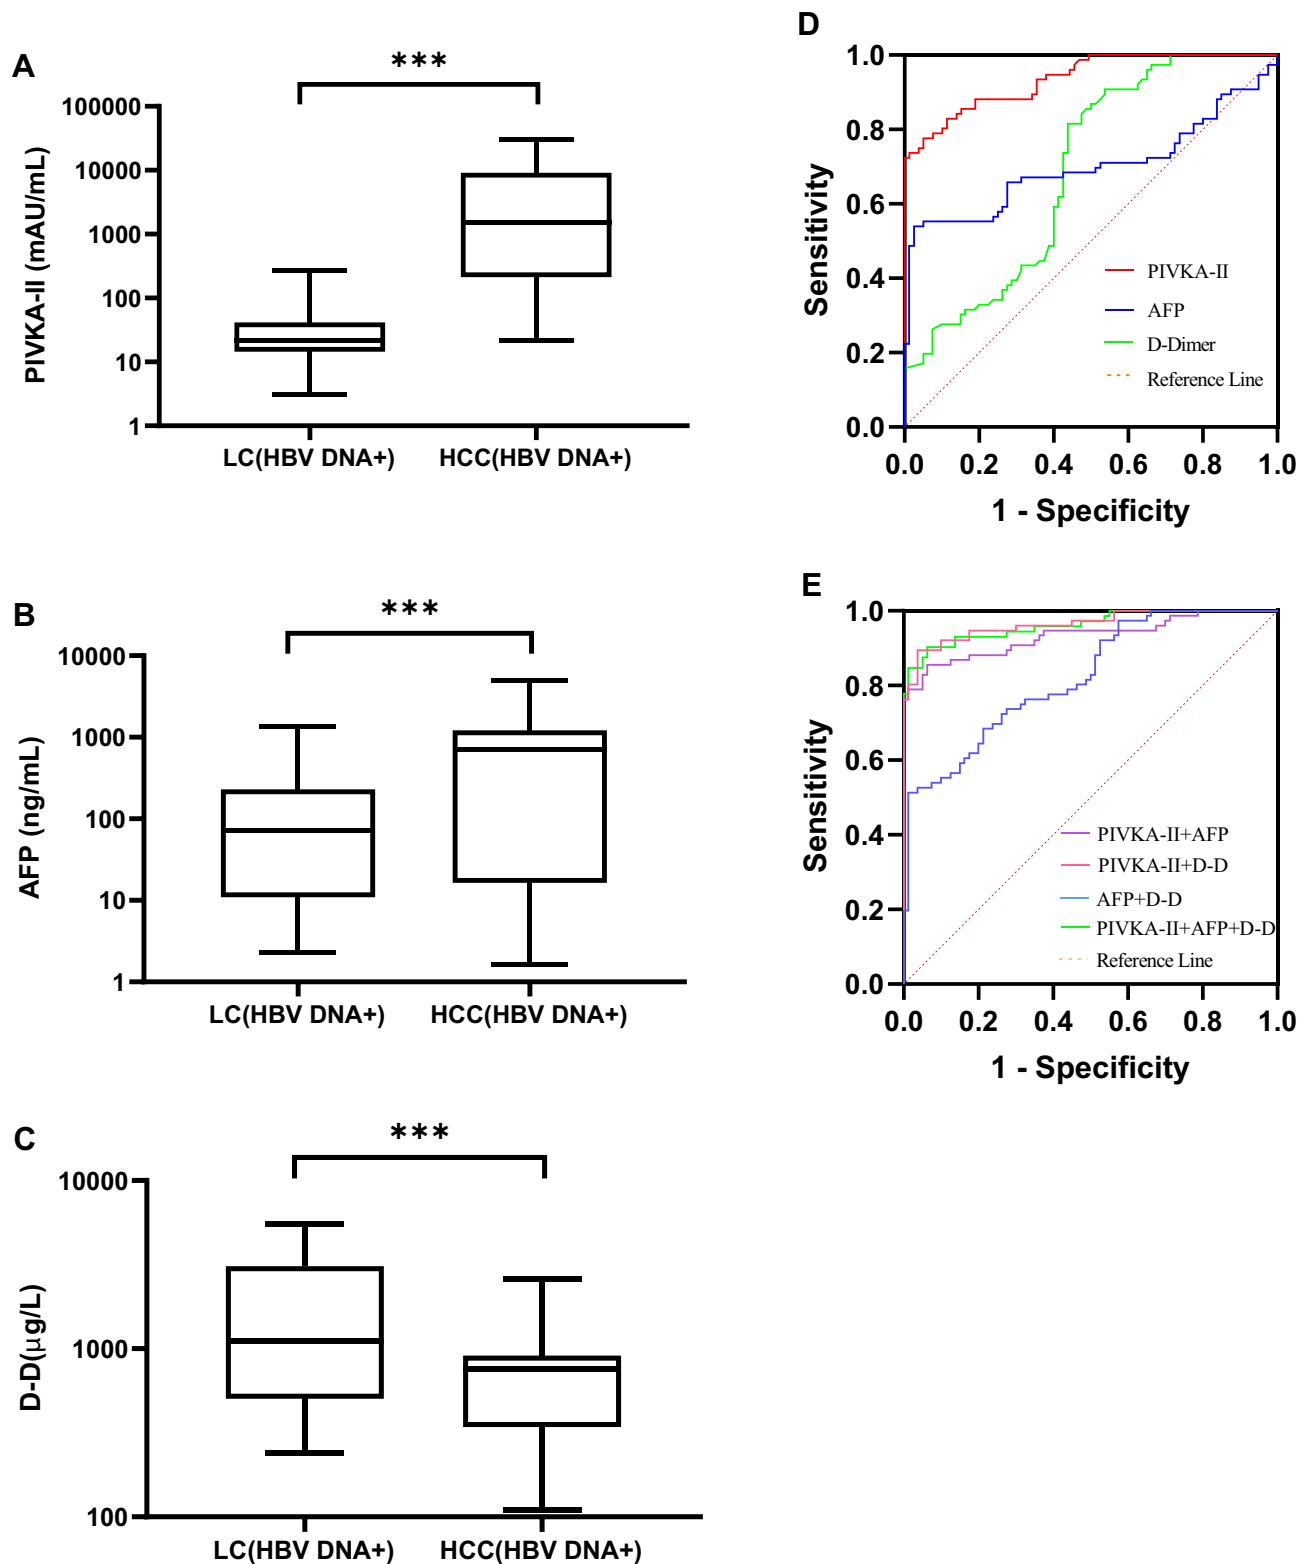 A
***
PIVKA-II (mAU/mL)
100000
10000
1000
100
10
1
LC(HBV DNA+)
HCC(HBV DNA+)
B
***
AFP (ng/mL)
10000
1000
100
10
1
LC(HBV DNA+)
HCC(HBV DNA+)
C
***
D-D(μg/L)
10000
1000
100
LC(HBV DNA+)
HCC(HBV DNA+)
D
Sensitivity
1.0
0.8
0.6
0.4
0.2
0.0
PIVKA-II
AFP
D-Dimer
Reference Line
0.0 0.2 0.4 0.6 0.8 1.0
1 - Specificity
E
Sensitivity
1.0
0.8
0.6
0.4
0.2
0.0
PIVKA-II+AFP
PIVKA-II+D-D
AFP+D-D
PIVKA-II+AFP+D-D
Reference Line
0.0 0.2 0.4 0.6 0.8 1.0
1 - Specificity